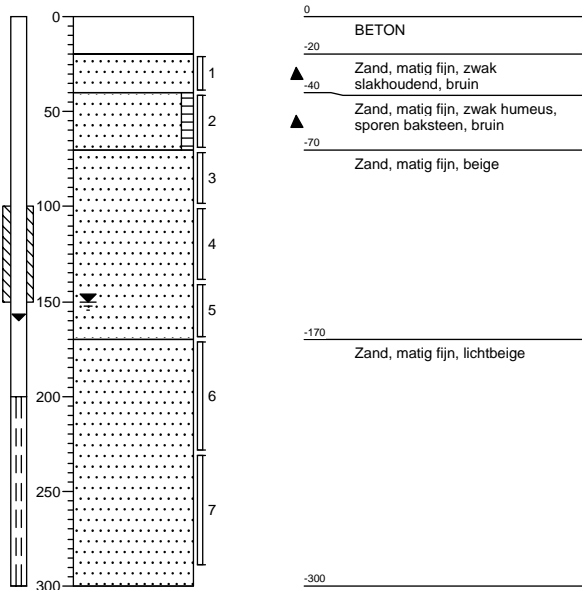 0
50
100
150
200
250
300
1
2
3
4
5
6
7
0
BETON
-20
Zand, matig fijn, zwak
slakhoudend, bruin
-40
Zand, matig fijn, zwak humeus,
sporen baksteen, bruin
-70
Zand, matig fijn, beige
-170
Zand, matig fijn, lichtbeige
-300